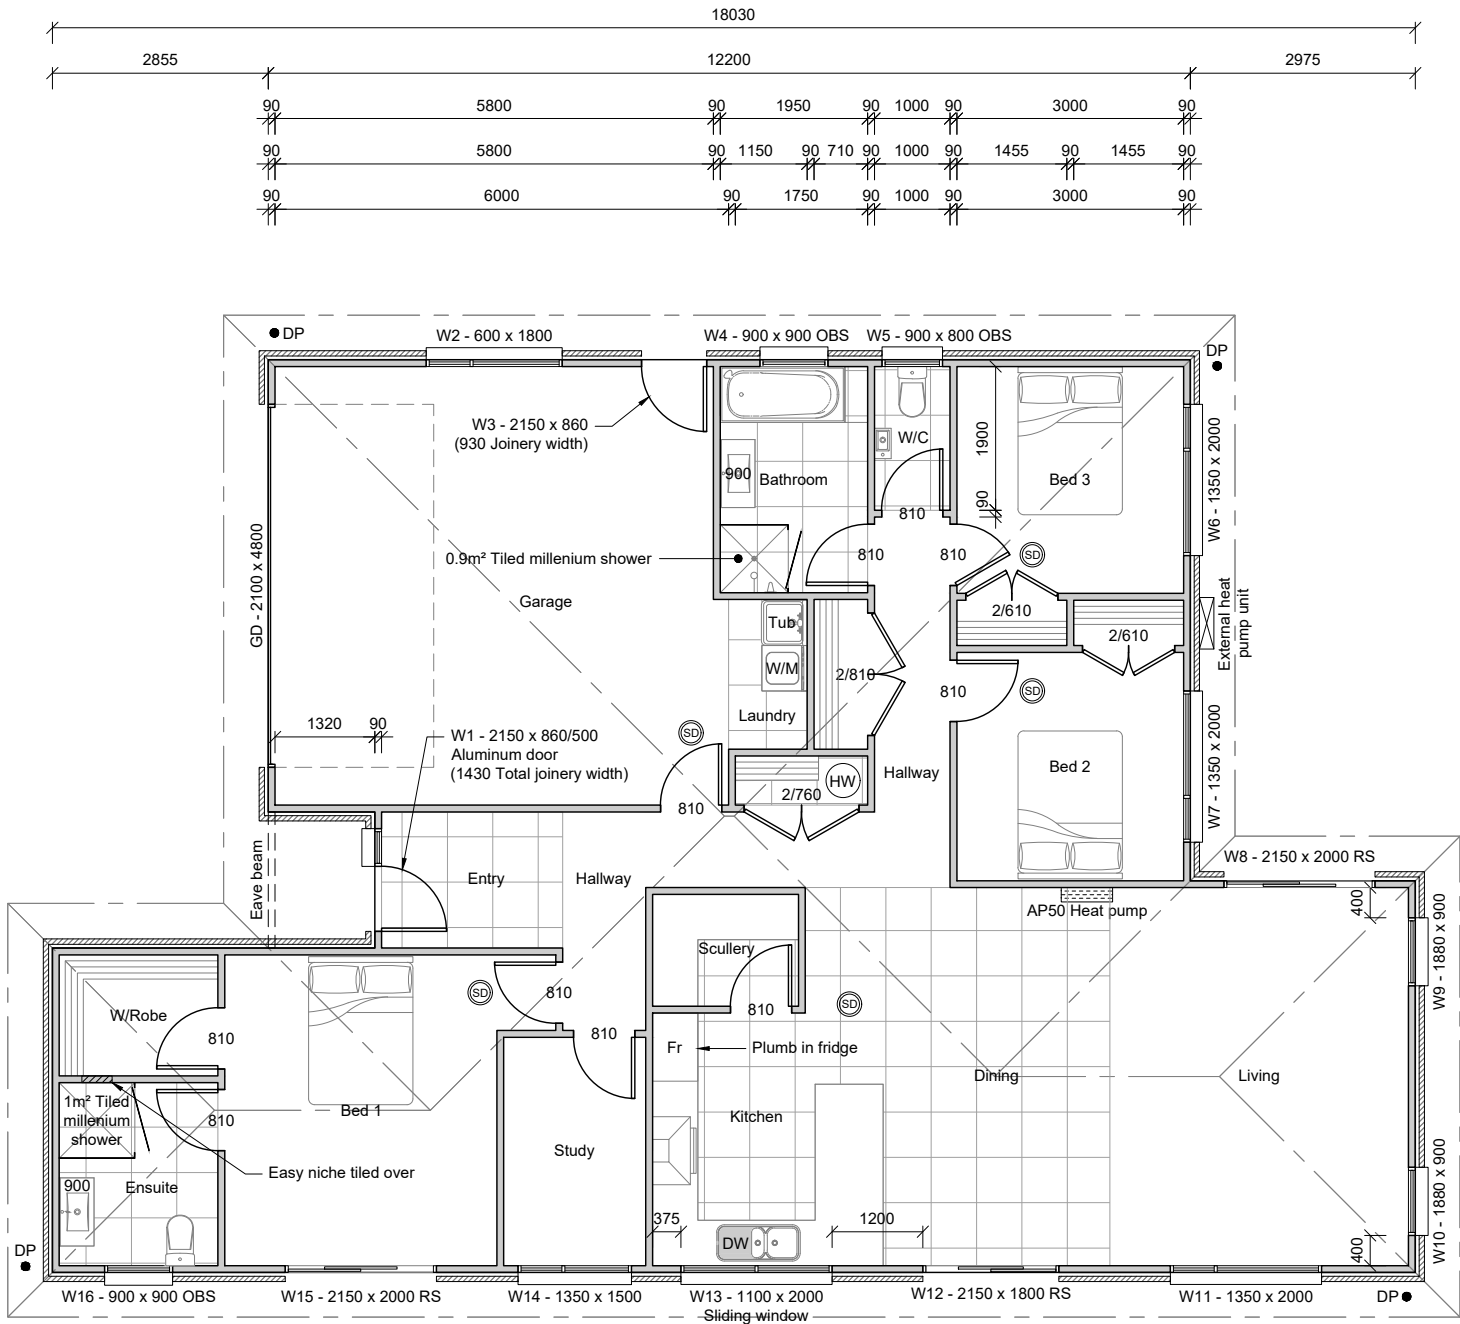 18030
2855
12200
2975
90
5800
90
1950
90
1000
90
3000
90
90
5800
90
1150
90
710
90
1000
90
1455
90
1455
90
90
6000
90
1750
90
1000
90
3000
90
DP
W2 - 600 x 1800
W4 - 900 x 900 OBS
W5 - 900 x 800 OBS
DP
W3 - 2150 x 860
(930 Joinery width)
W/C
1900
W6 - 1350 x 2000
900
Bathroom
Bed 3
90
810
GD - 2100 x 4800
0.9m² Tiled millenium shower
810
810
SD
Garage
2/610
2/610
External heat
pump unit
Tub
W/M
2/810
810
SD
Laundry
1320
90
W1 - 2150 x 860/500
Aluminum door
(1430 Total joinery width)
SD
Hallway
Bed 2
W7 - 1350 x 2000
HW
2/760
810
Eave beam
Entry
Hallway
W8 - 2150 x 2000 RS
AP50 Heat pump
400
W9 - 1880 x 900
Scullery
SD
810
SD
810
W/Robe
810
810
Fr
Plumb in fridge
Dining
Living
1m² Tiled
millenium
shower
810
Bed 1
Kitchen
Study
Easy niche tiled over
900
Ensuite
W10 - 1880 x 900
375
1200
DW
400
DP
W16 - 900 x 900 OBS
W15 - 2150 x 2000 RS
W14 - 1350 x 1500
W13 - 1100 x 2000
Sliding window
W12 - 2150 x 1800 RS
W11 - 1350 x 2000
DP